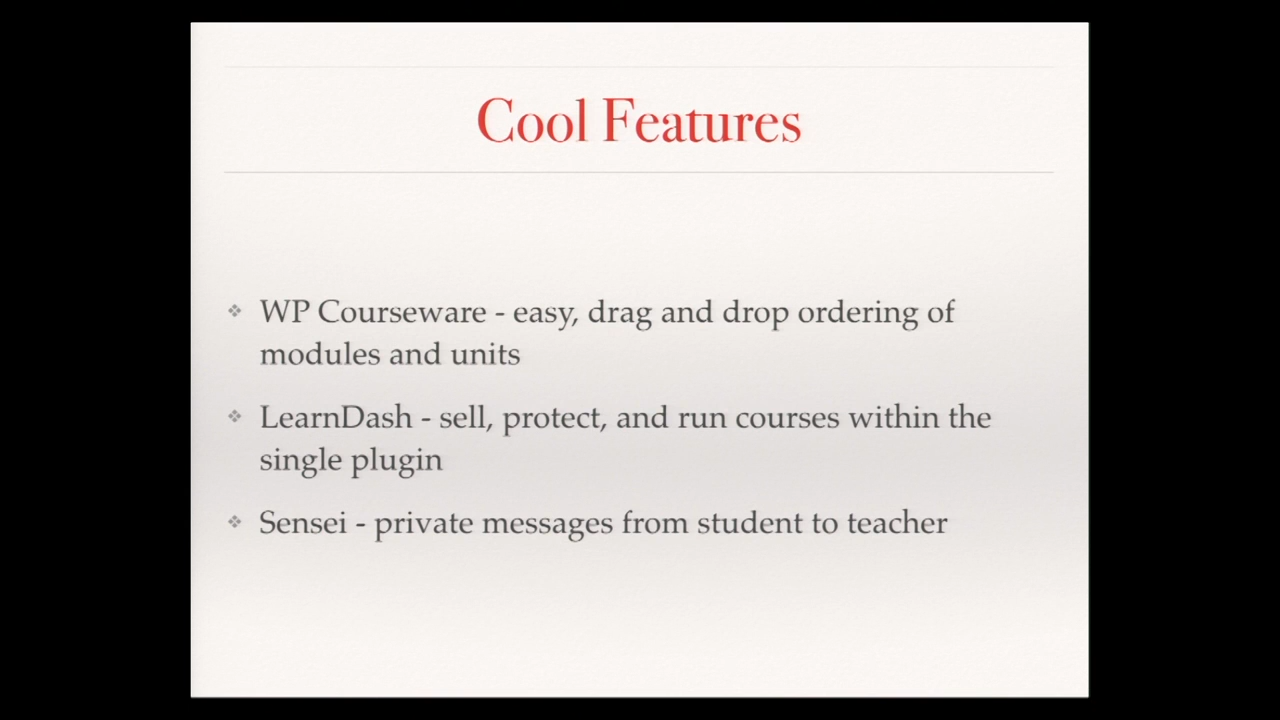 Cool Features
❖ WP Courseware - easy, drag and drop ordering of
modules and units
❖ LearnDash - sell, protect, and run courses within the
single plugin
❖ Sensei - private messages from student to teacher